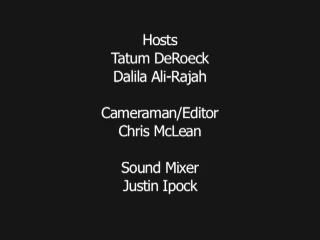 Hosts
Tatum DeRoeck
Dalila Ali-Rajah
Cameraman/Editor
Chris McLean
Sound Mixer
Justin Ipock